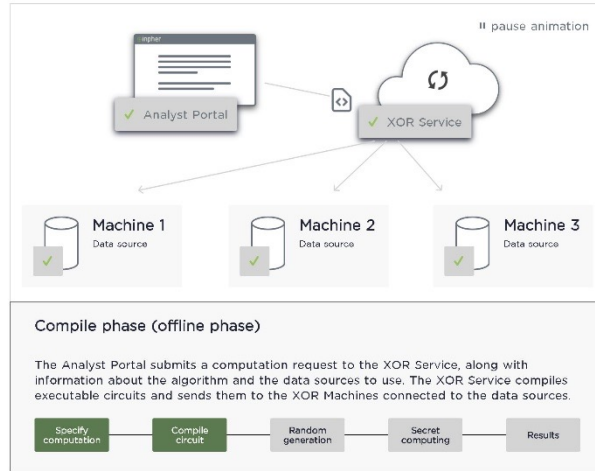 II pause animation
inpher
Analyst Portal
XOR Service
Machine 1
Data source
Machine 2
Data source
Machine 3
Data source
Compile phase (offline phase)
The Analyst Portal submits a computation request to the XOR Service, along with
information about the algorithm and the data sources to use. The XOR Service compiles
executable circuits and sends them to the XOR Machines connected to the data sources.
Specify
computation
Compile
circuit
Random
generation
Secret
computing
Results